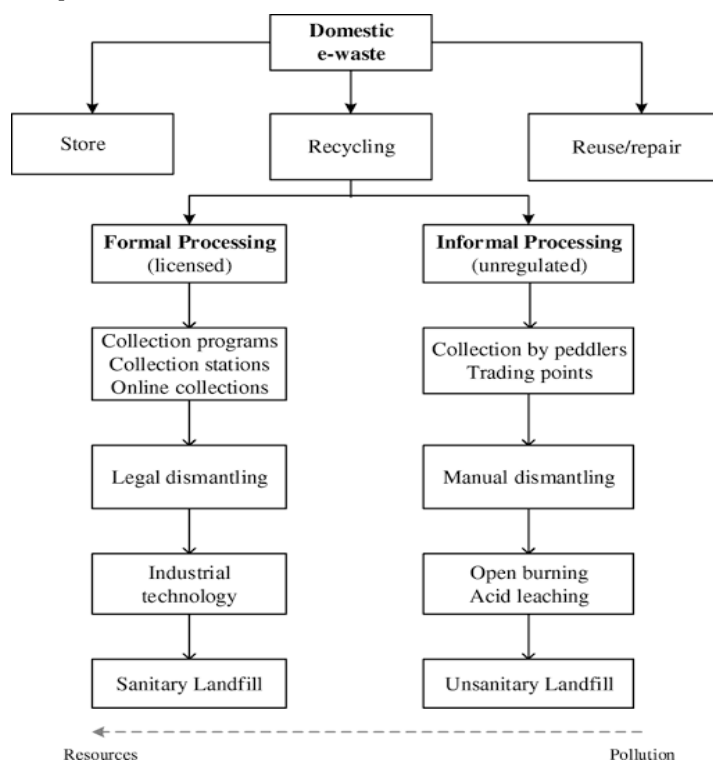 Domestic
e-waste
Store
Recycling
Reuse/repair
Formal Processing
(licensed)
Informal Processing
(unregulated)
Collection programs
Collection stations
Online collections
Collection by peddlers
Trading points
Legal dismantling
Manual dismantling
Industrial
technology
Open burning
Acid leaching
Sanitary Landfill
Unsanitary Landfill
Resources
Pollution